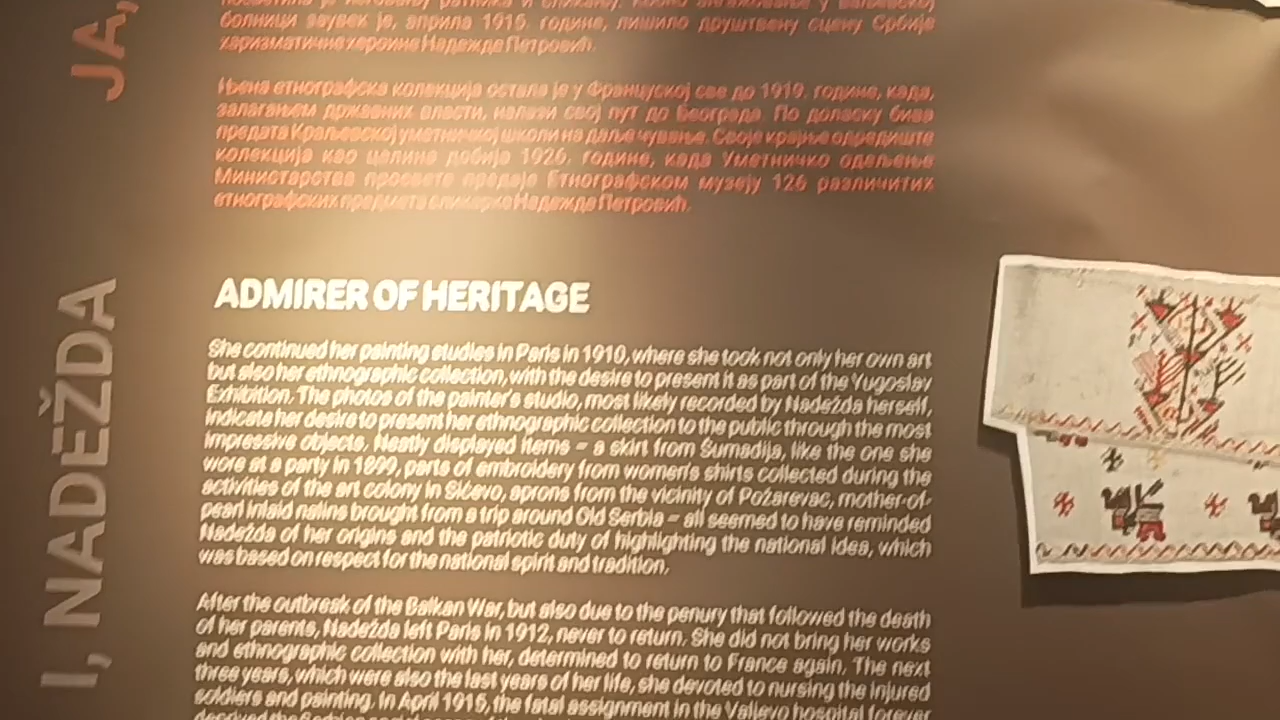 JA,
I, NADEŽDA
болници заувек је, априла 1915. године, лишило друштвену сцену Србије
харизматичне хероине Надежде Петровић.
Њена етнографска колекција остала је у Француској све до 1919. године, када,
залагањем државних власти, налази свој пут до Београда. По доласку бива
предата Краљевској уметничкој школи на даље чување. Своје крајње одредиште
колекција као целина добија 1926. године, када Уметничко одељење
Министарства просвете предаје Етнографском музеју 126 различитих
етнографских предмета сликарке Надежде Петровић.
ADMIRER OF HERITAGE
She continued her painting studies in Paris in 1910, where she took not only her own art
but also her ethnographic collection, with the desire to present it as part of the Yugoslav
Exhibition. The photos of the painter's studio, most likely recorded by Nadežda herself,
indicate her desire to present her ethnographic collection to the public through the most
impressive objects. Neatly displayed items – a skirt from Šumadija, like the one she
wore at a party in 1899, parts of embroidery from women's shirts collected during the
activities of the art colony in Sićevo, aprons from the vicinity of Požarevac, mother-of-
pearl inlaid nalins brought from a trip around Old Serbia – all seemed to have reminded
Nadežda of her origins and the patriotic duty of highlighting the national idea, which
was based on respect for the national spirit and tradition.
After the outbreak of the Balkan War, but also due to the penury that followed the death
of her parents, Nadežda left Paris in 1912, never to return. She did not bring her works
and ethnographic collection with her, determined to return to France again. The next
three years, which were also the last years of her life, she devoted to nursing the injured
soldiers and painting. In April 1915, the fatal assignment in the Valjevo hospital forever